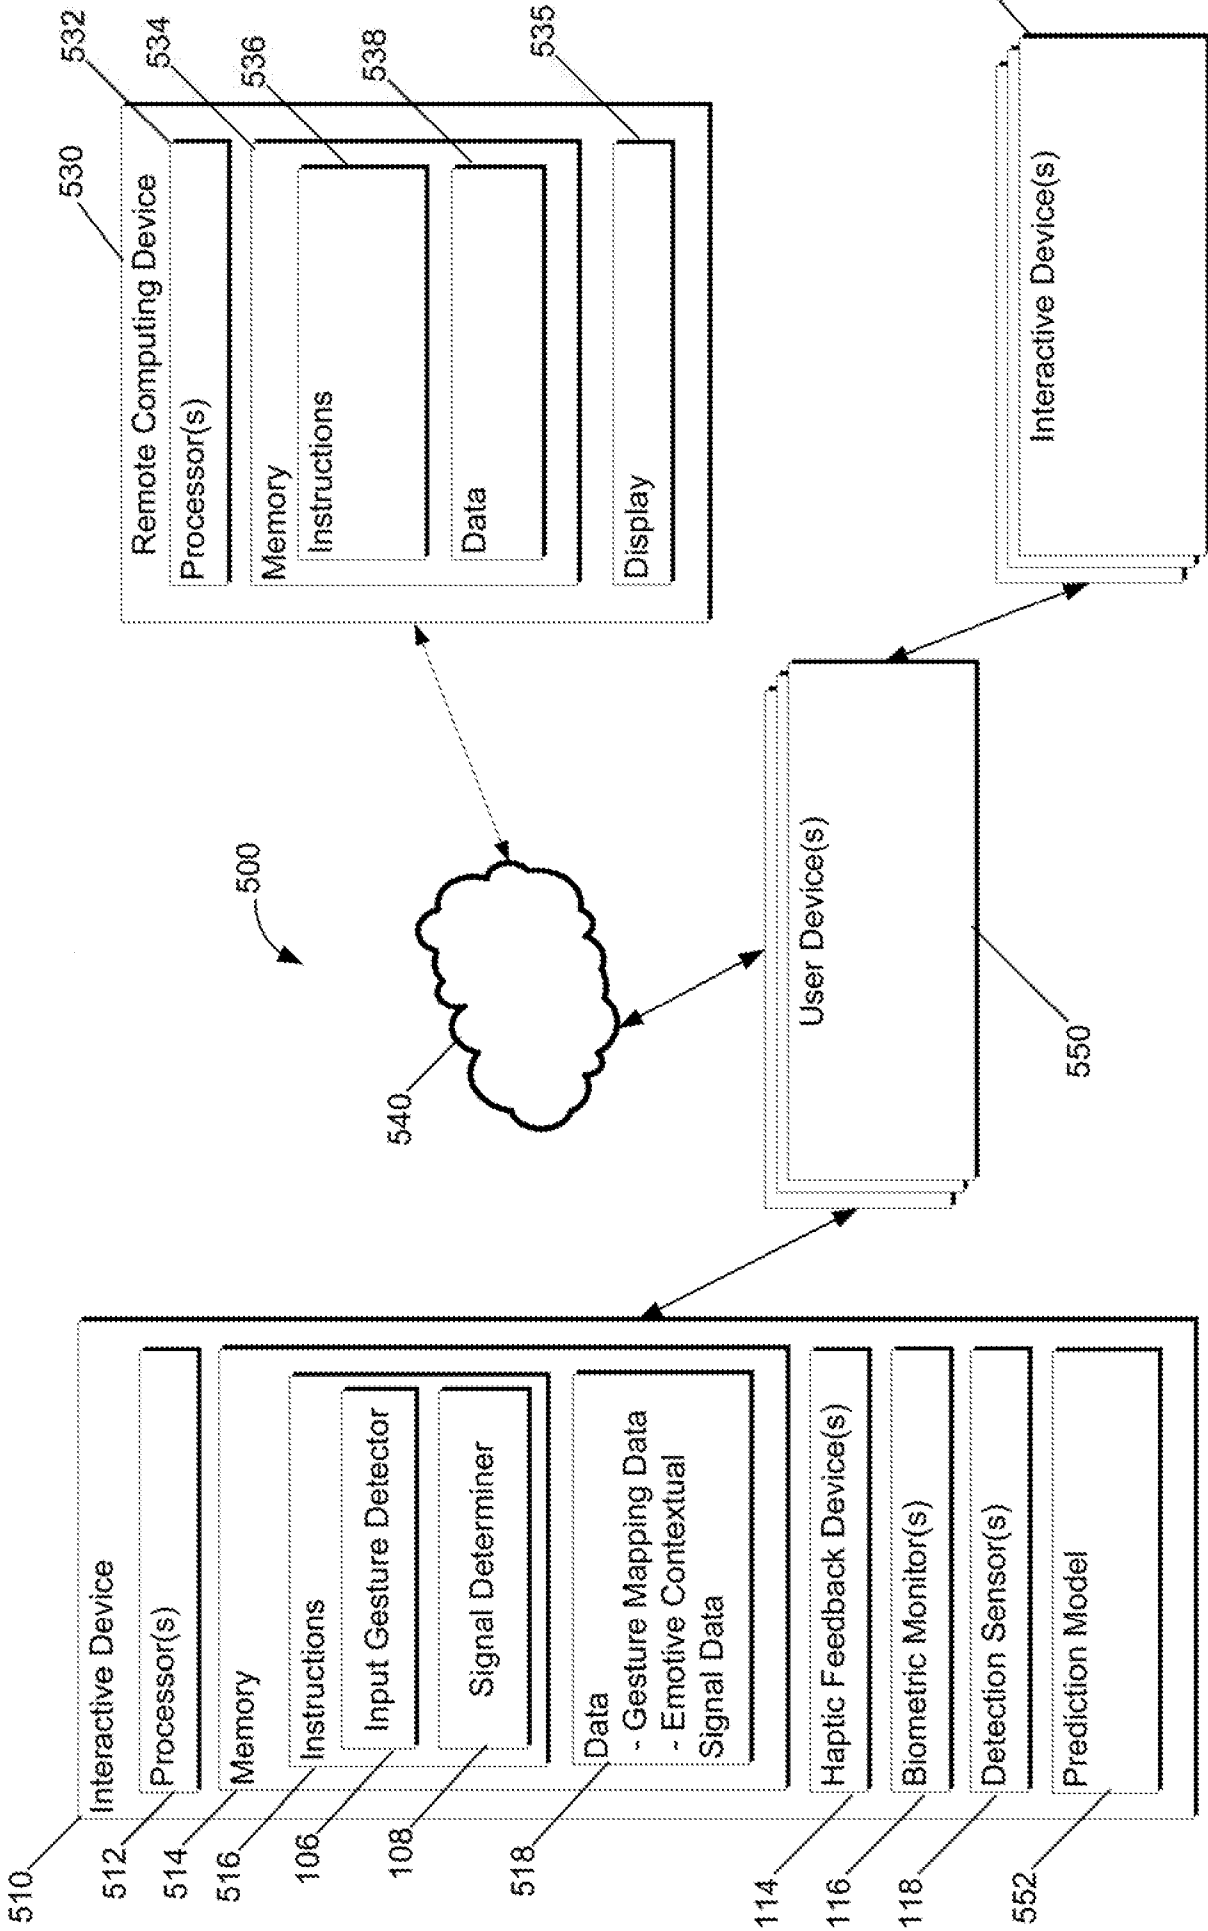 500
510
Interactive Device
512
Processor(s)
514
Memory
516
Instructions
106
Input Gesture Detector
108
Signal Determiner
518
Data
- Gesture Mapping Data
- Emotive Contextual
Signal Data
114
Haptic Feedback Device(s)
116
Biometric Monitor(s)
118
Detection Sensor(s)
552
Prediction Model
540
User Device(s)
550
530
Remote Computing Device
532
Processor(s)
534
Memory
536
Instructions
538
Data
535
Display
Interactive Device(s)